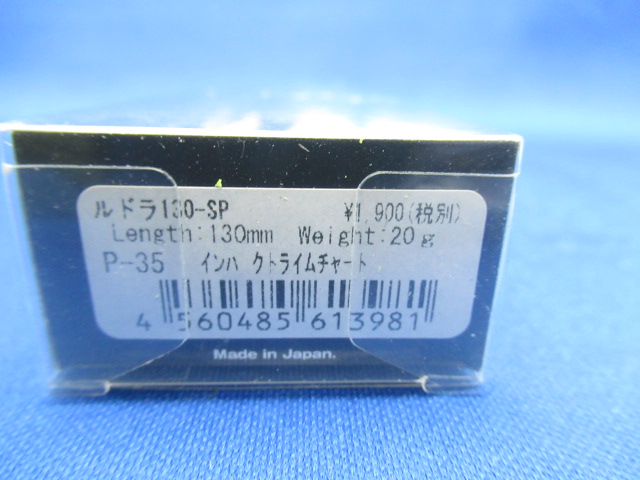 ルドラ130-SP ¥1,900(税別)
Length:130mm Weight:20g
P-35 インパクトライムチャート
4 560485 613981
Made in Japan.